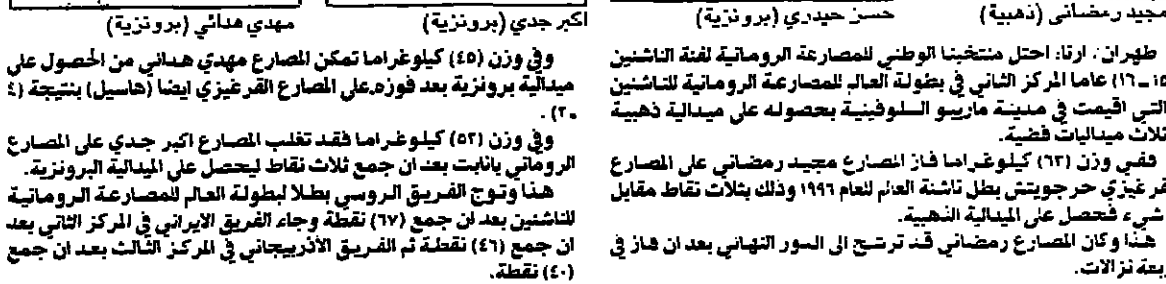 مجيد رمضاني (ذهبية)
حسن حيدري (برونزية)
اكبر جدي (برونزية)
مهدي هدائي (برونزية)
طهران: ارنا: احتل منتخبنا الوطني للمصارعة الرومانية لفئة الناشئين
١٥ـ١٦) عاما المركز الثاني في بطولة العالم للمصارعة الرومانية للناشئين
التي اقيمت في مدينة ماريبو السلوفينية بحصوله على ميدالية ذهبية
ثلاث ميداليات فضية.
ففي وزن (٦٣) كيلوغراما فاز المصارع مجيد رمضاني على المصارع
قرغيزي حرجويتش بطل ناشئة العالم للعام ١٩٩٦ وذلك بثلاث نقاط مقابل
شيء فحصل على الميدالية الذهبية.
هذا وكان المصارع رمضاني قد ترشح الى الدور النهائي بعد ان فاز في
ربعة نزالات.
وفي وزن (٤٥) كيلوغراما تمكن المصارع مهدي هدائي من الحصول على
ميدالية برونزية بعد فوزه على المصارع القرغيزي ايضا (هاسيل) بنتيجة (٤
ـ ٣).
وفي وزن (٥٣) كيلوغراما فقد تغلب المصارع اكبر جدي على المصارع
الروماني يانابت بعد ان جمع ثلاث نقاط ليحصل على الميدالية البرونزية.
هذا وتوج الفريق الروسي بطلا لبطولة العالم للمصارعة الرومانية
للناشئين بعد ان جمع (٦٧) نقطة وجاء الفريق الايراني في المركز الثاني بعد
ان جمع (٤٦) نقطة ثم الفريق الأذربيجاني في المركز الثالث بعد ان جمع
(٤٠) نقطة.